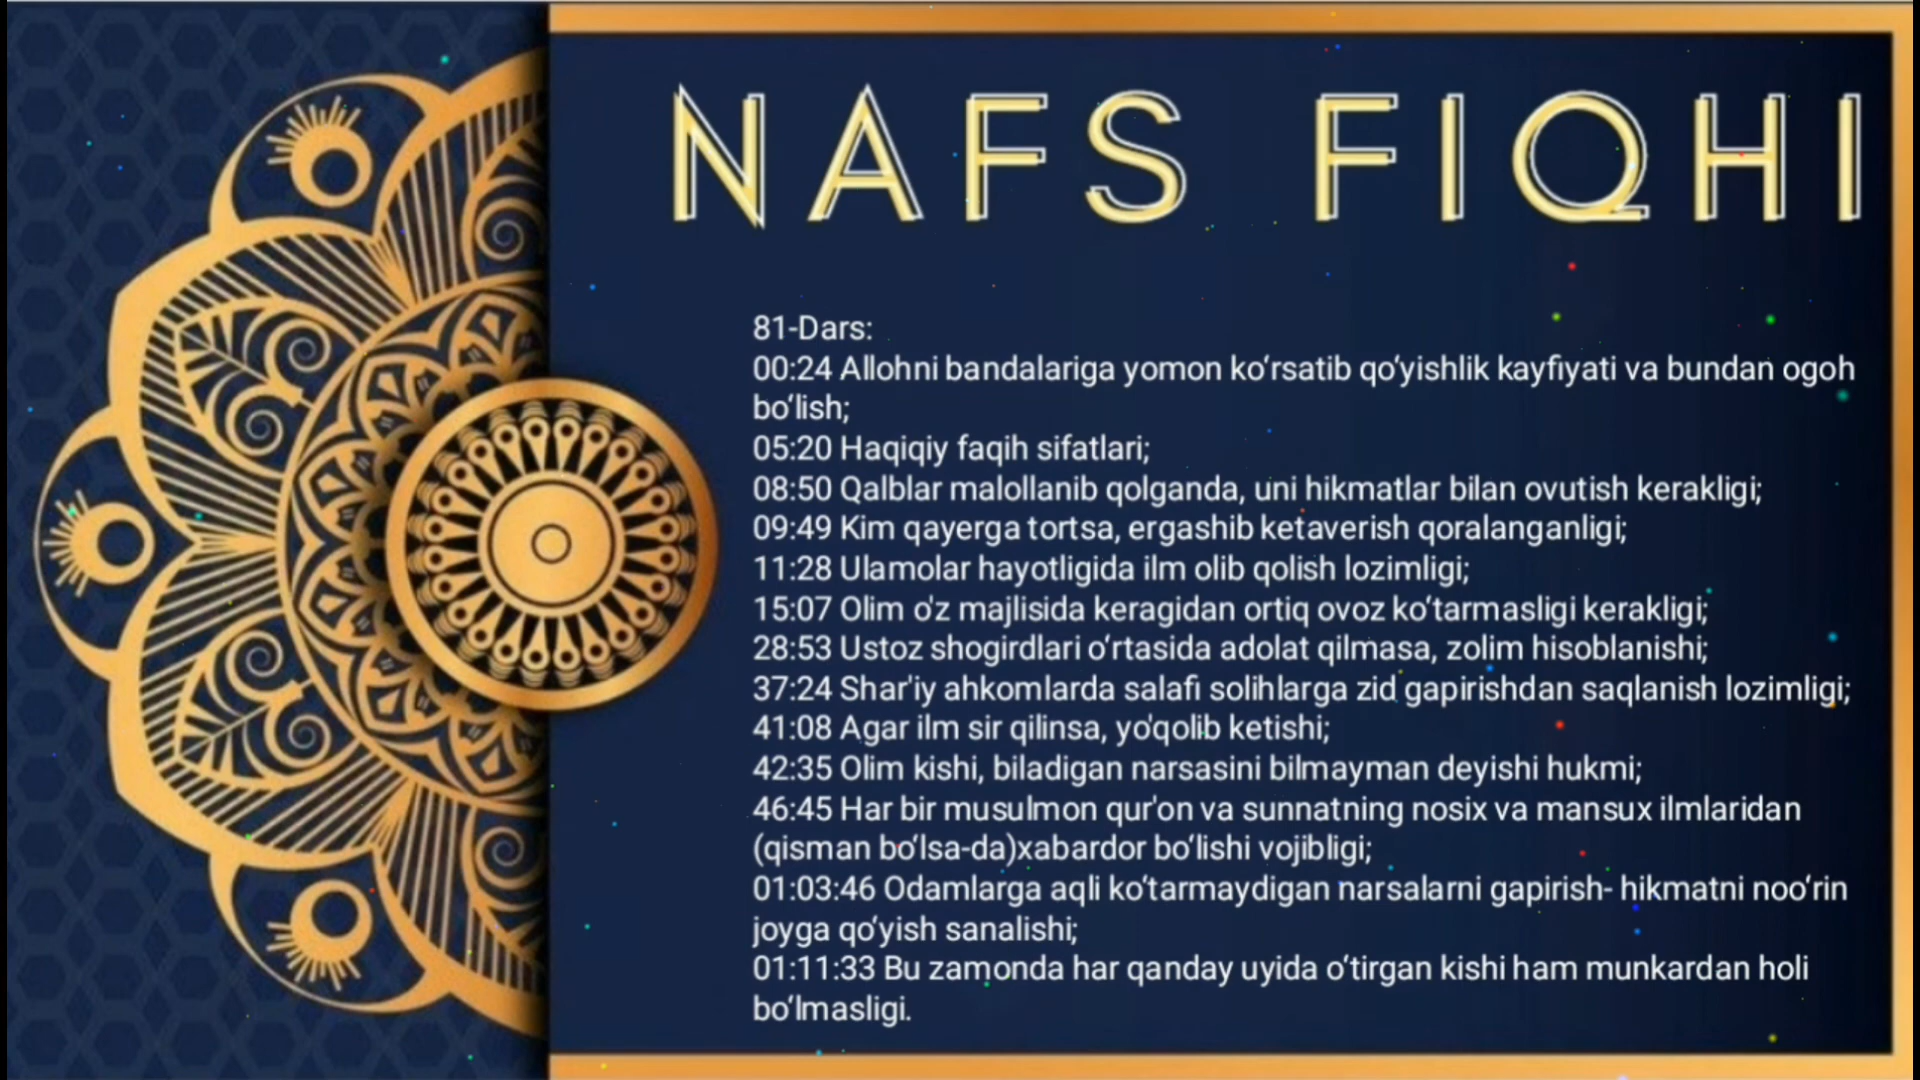 NAFS FIQHI
81-Dars:
00:24 Allohni bandalariga yomon ko‘rsatib qo‘yishlik kayfiyati va bundan ogoh
bo‘lish;
05:20 Haqiqiy faqih sifatlari;
08:50 Qalblar malollanib qolganda, uni hikmatlar bilan ovutish kerakligi;
09:49 Kim qayerga tortsa, ergashib ketaverish qoralanganligi;
11:28 Ulamolar hayotligida ilm olib qolish lozimligi;
15:07 Olim o'z majlisida keragidan ortiq ovoz ko‘tarmasligi kerakligi;
28:53 Ustoz shogirdlari o‘rtasida adolat qilmasa, zolim hisoblanishi;
37:24 Shar'iy ahkomlarda salafi solihlarga zid gapirishdan saqlanish lozimligi;
41:08 Agar ilm sir qilinsa, yo'qolib ketishi;
42:35 Olim kishi, biladigan narsasini bilmayman deyishi hukmi;
46:45 Har bir musulmon qur'on va sunnatning nosix va mansux ilmlaridan
(qisman bo‘lsa-da)xabardor bo‘lishi vojibligi;
01:03:46 Odamlarga aqli ko‘tarmaydigan narsalarni gapirish- hikmatni noo‘rin
joyga qo‘yish sanalishi;
01:11:33 Bu zamonda har qanday uyida o‘tirgan kishi ham munkardan holi
bo‘lmasligi.